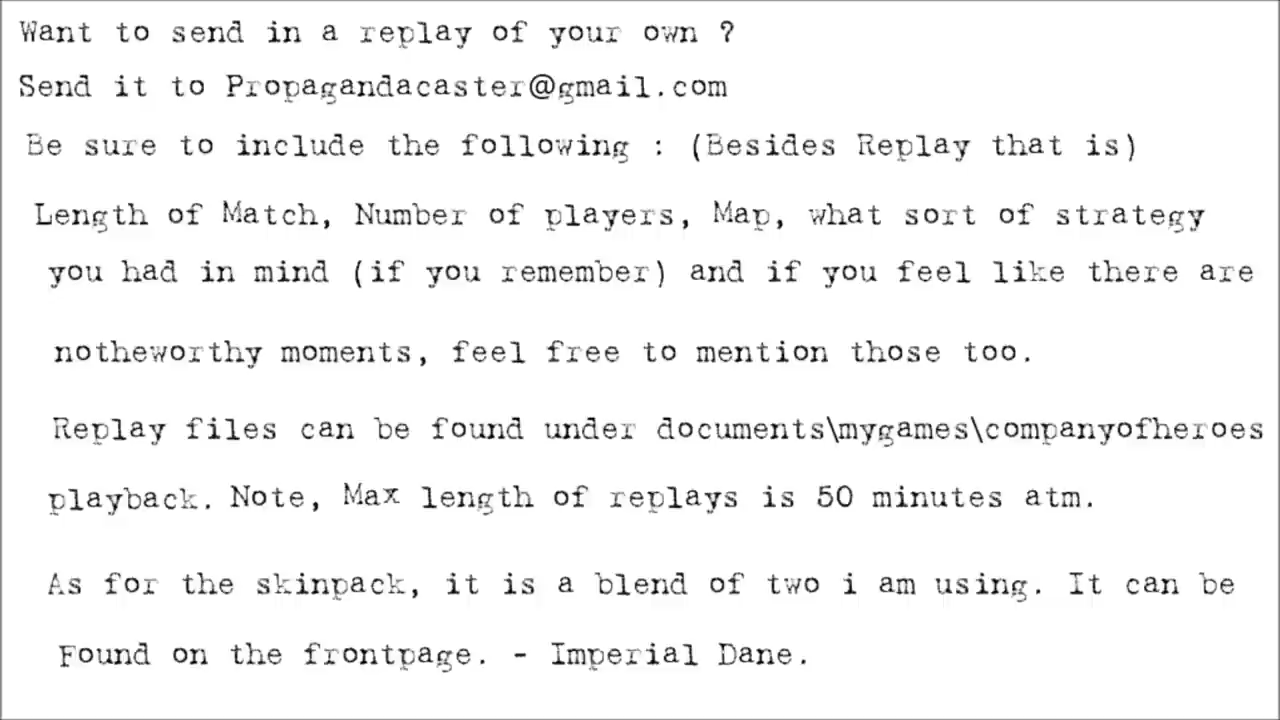 Want to send in a replay of your own ?
Send it to Propagandacaster@gmail.com
Be sure to include the following : (Besides Replay that is)
Length of Match, Number of players, Map, what sort of strategy
you had in mind (if you remember) and if you feel like there are
notheworthy moments, feel free to mention those too.
Replay files can be found under documents\mygames\companyofheroes
playback. Note, Max length of replays is 50 minutes atm.
As for the skinpack, it is a blend of two i am using. It can be
Found on the frontpage. - Imperial Dane.